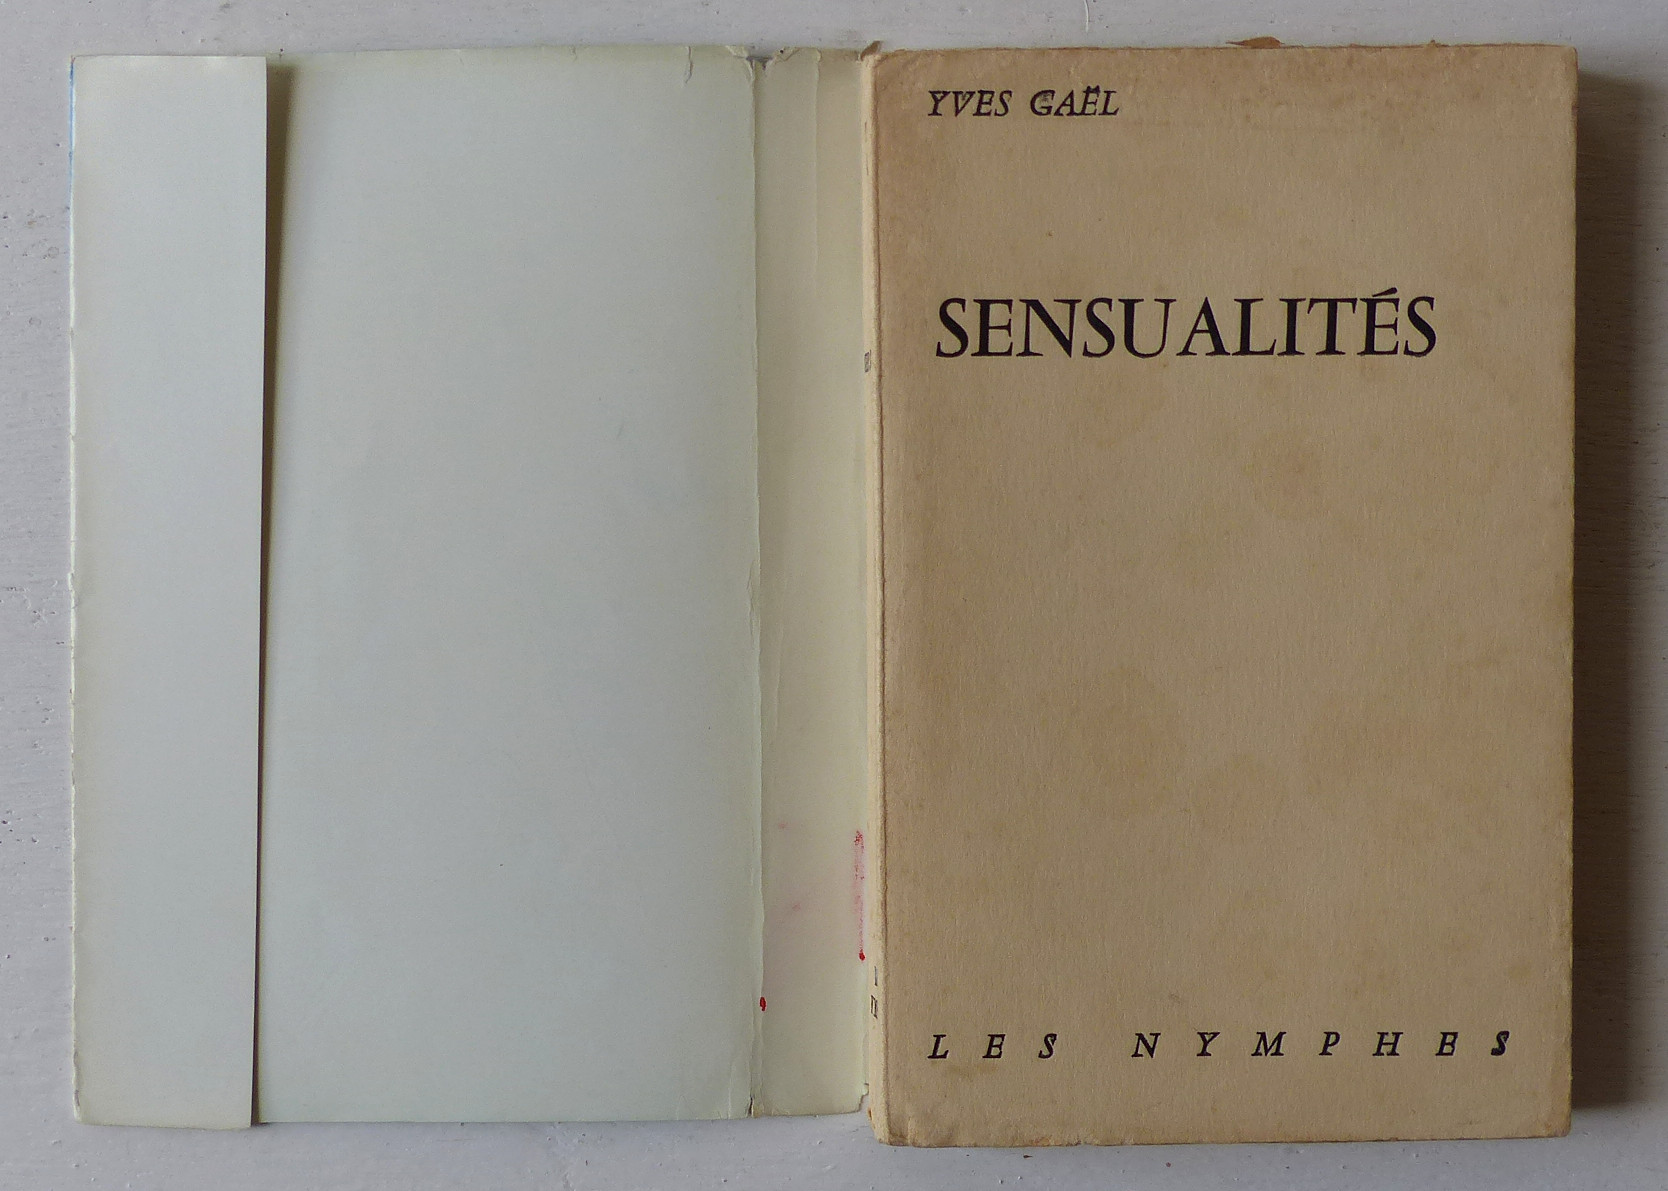 YVES GAËL
SENSUALITÉS
LES NYMPHES